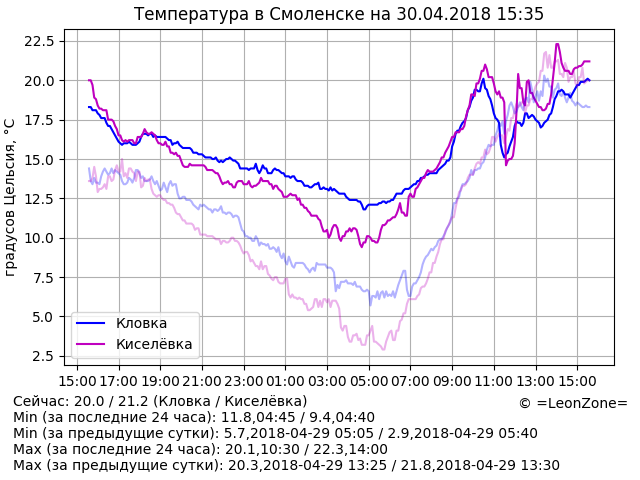 Температура в Смоленске на 30.04.2018 15:35
градусов Цельсия, °C
22.5
20.0
17.5
15.0
12.5
10.0
7.5
5.0
2.5
Кловка
Киселёвка
15:00 17:00 19:00 21:00 23:00 01:00 03:00 05:00 07:00 09:00 11:00 13:00 15:00
Сейчас: 20.0 / 21.2 (Кловка / Киселёвка)
© =LeonZone=
Min (за последние 24 часа): 11.8,04:45 / 9.4,04:40
Min (за предыдущие сутки): 5.7,2018-04-29 05:05 / 2.9,2018-04-29 05:40
Max (за последние 24 часа): 20.1,10:30 / 22.3,14:00
Max (за предыдущие сутки): 20.3,2018-04-29 13:25 / 21.8,2018-04-29 13:30